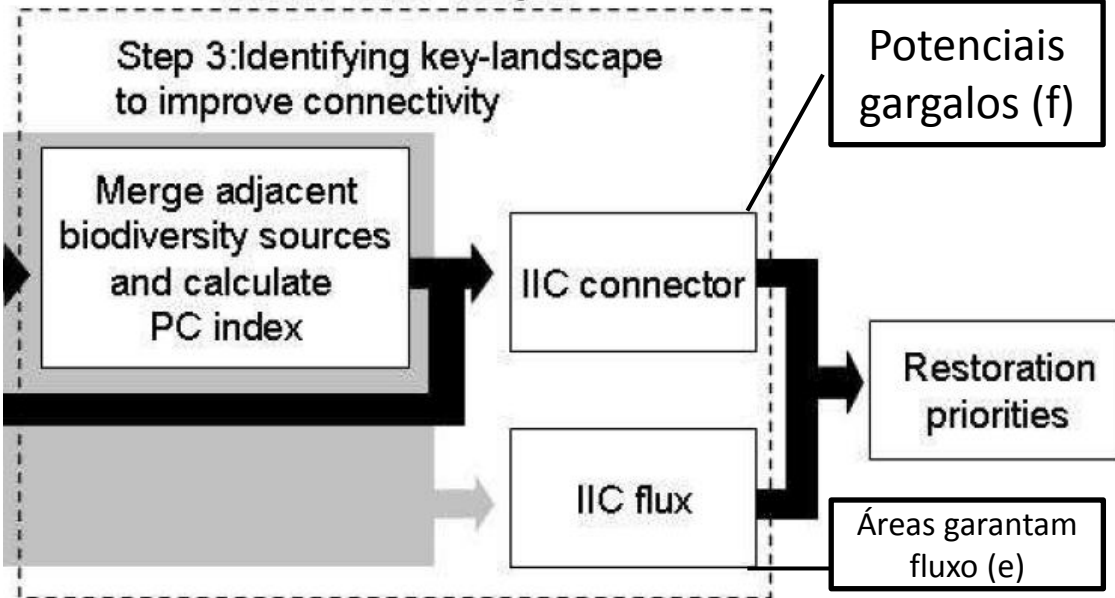 Step 3:Identifying key-landscape
to improve connectivity
Potenciais
gargalos (f)
Merge adjacent
biodiversity sources
and calculate
PC index
IIC connector
Restoration
priorities
IIC flux
Áreas garantam
fluxo (e)